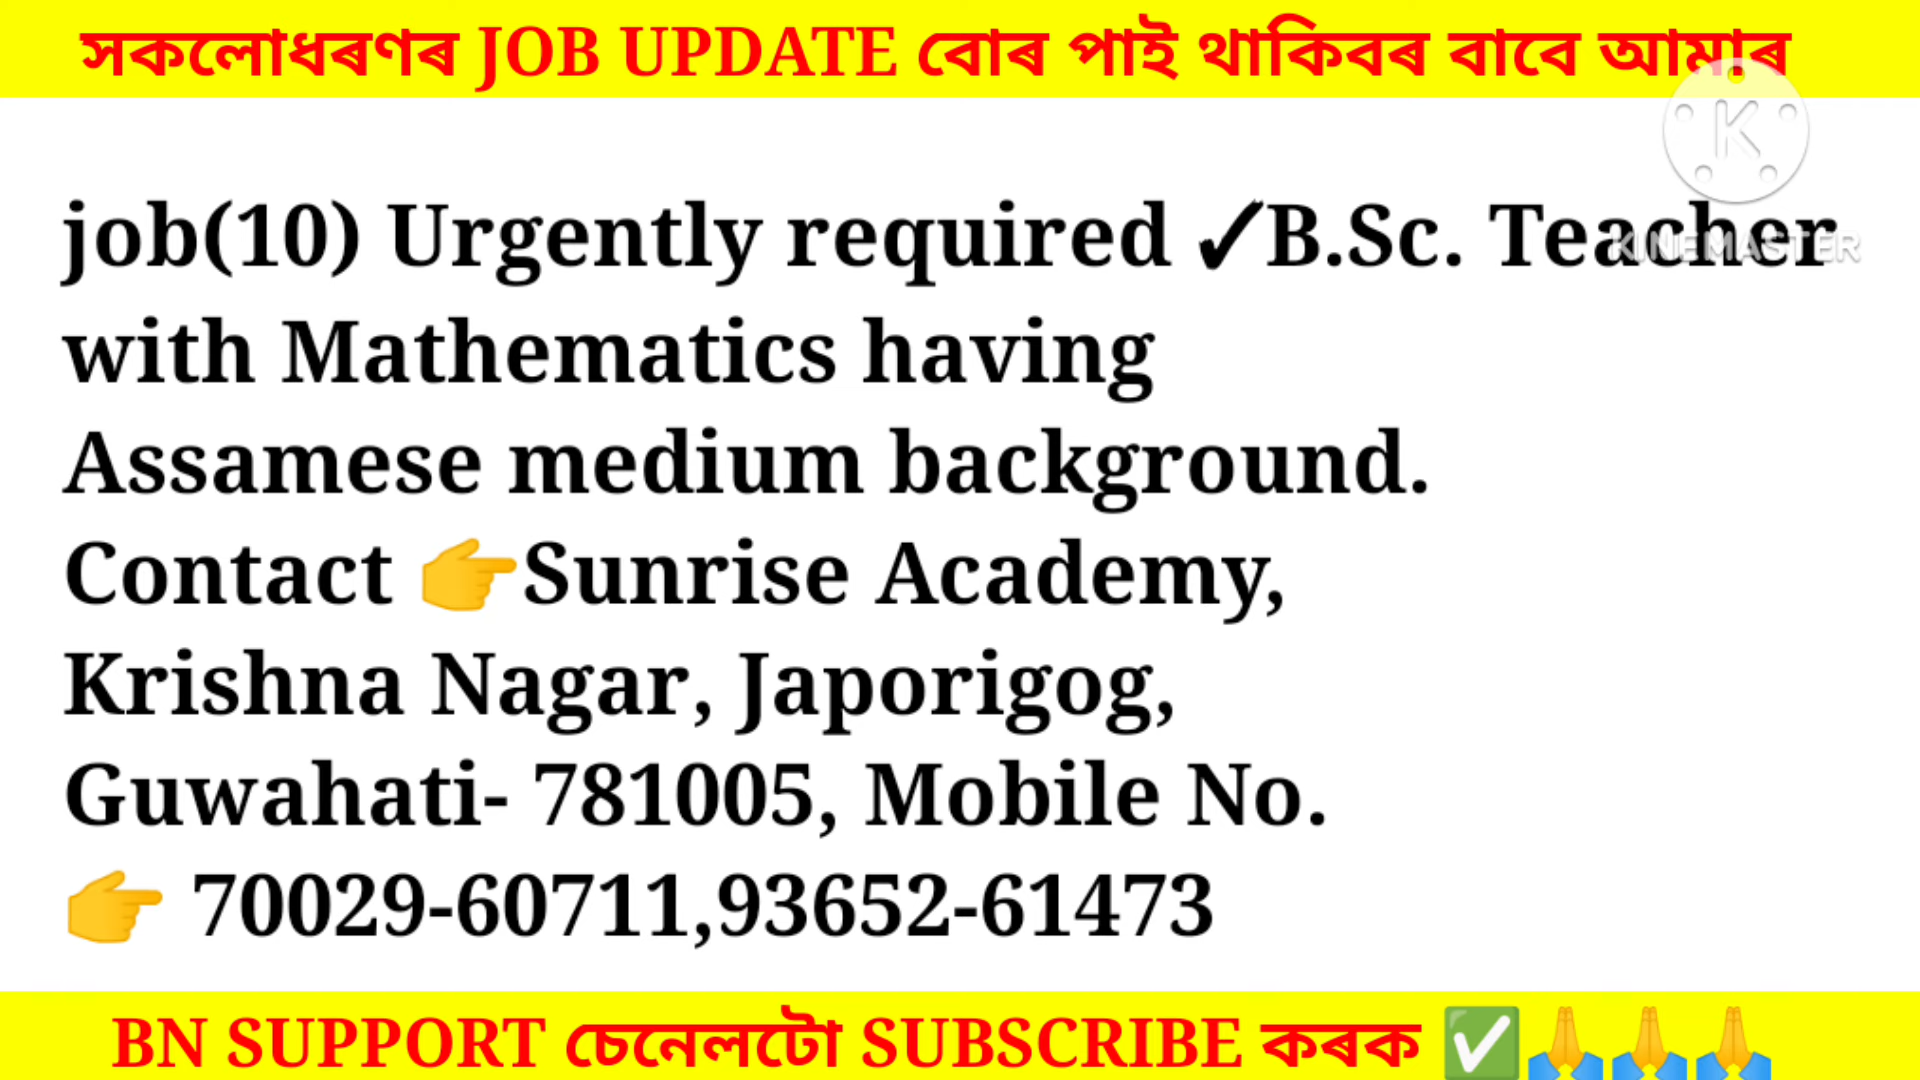 সকলোধৰণৰ JOB UPDATE বোৰ পাই থাকিবৰ বাবে আমাৰ
job(10) Urgently required ✓B.Sc. Teacher
KINEMASTER
with Mathematics having
Assamese medium background.
Contact 👉Sunrise Academy,
Krishna Nagar, Japorigog,
Guwahati- 781005, Mobile No.
👉 70029-60711,93652-61473
BN SUPPORT চেনেলটো SUBSCRIBE কৰক ✅🙏🙏🙏